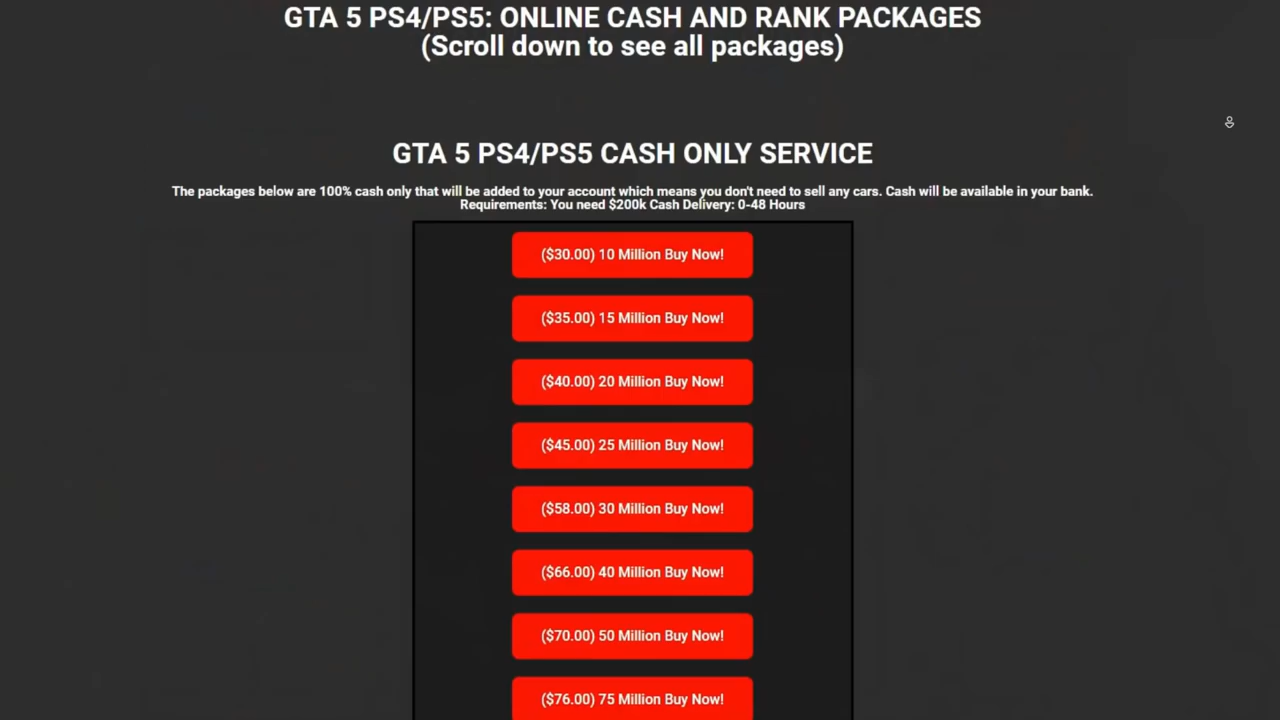 GTA 5 PS4/PS5: ONLINE CASH AND RANK PACKAGES
(Scroll down to see all packages)
GTA 5 PS4/PS5 CASH ONLY SERVICE
The packages below are 100% cash only that will be added to your account which means you don't need to sell any cars. Cash will be available in your bank.
Requirements: You need $200k Cash Delivery: 0-48 Hours
($30.00) 10 Million Buy Now!
($35.00) 15 Million Buy Now!
($40.00) 20 Million Buy Now!
($45.00) 25 Million Buy Now!
($58.00) 30 Million Buy Now!
($66.00) 40 Million Buy Now!
($70.00) 50 Million Buy Now!
($76.00) 75 Million Buy Now!